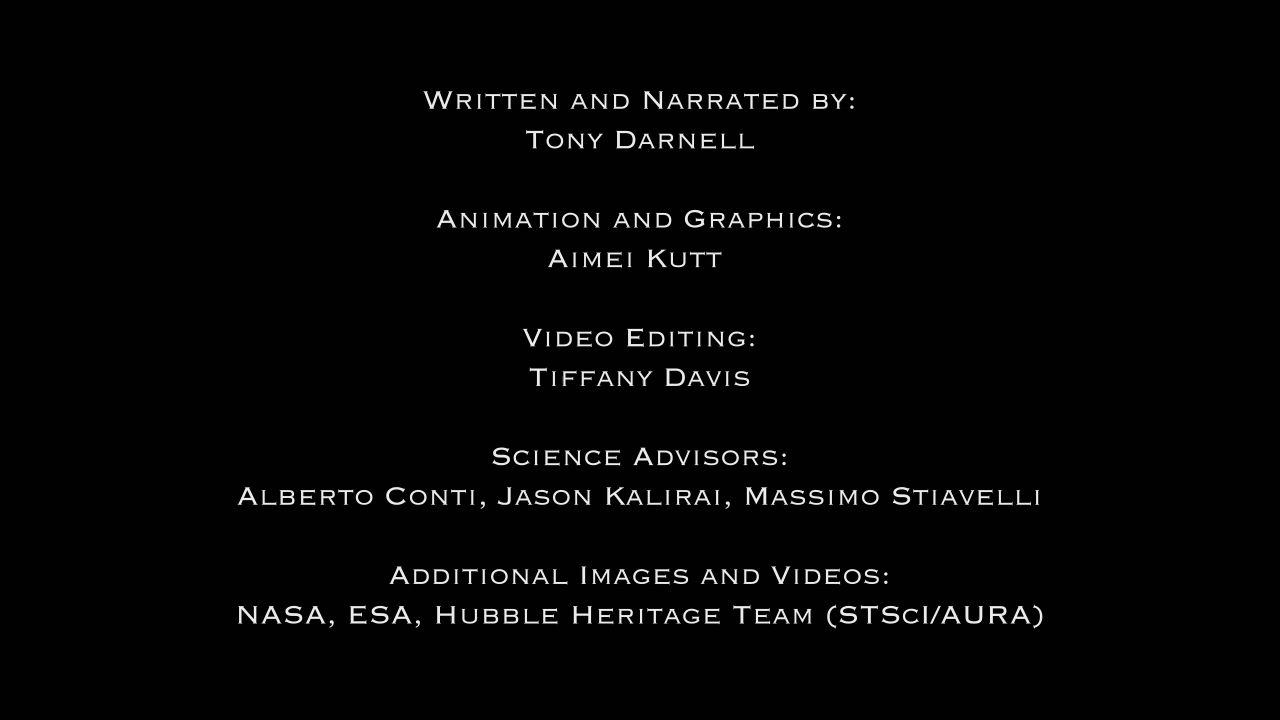 Written and Narrated by:
Tony Darnell
Animation and Graphics:
Aimei Kutt
Video Editing:
Tiffany Davis
Science Advisors:
Alberto Conti, Jason Kalirai, Massimo Stiavelli
Additional Images and Videos:
NASA, ESA, Hubble Heritage Team (STScI/AURA)